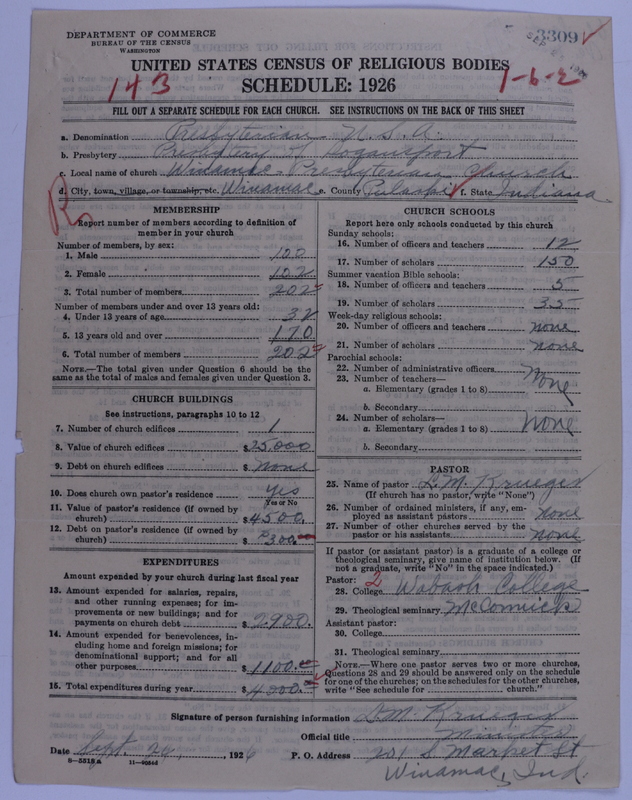 DEPARTMENT OF COMMERCE
BUREAU OF THE CENSUS
WASHINGTON
3309
UNITED STATES CENSUS OF RELIGIOUS BODIES
SCHEDULE: 1926
143
1-6-2
FILL OUT A SEPARATE SCHEDULE FOR EACH CHURCH. SEE INSTRUCTIONS ON THE BACK OF THIS SHEET
a. Denomination Presbyterian U.S.A.
b. Presbytery Presbytery of Logansport
c. Local name of church Winamac Presbyterian Church
d. City, town, village, or township, etc. Winamac e. County Pulaski f. State Indiana
R
MEMBERSHIP
Report number of members according to definition of
member in your church
Number of members, by sex:
1. Male 100
2. Female 102
3. Total number of members 202
Number of members under and over 13 years old:
4. Under 13 years of age 32
5. 13 years old and over 170
6. Total number of members 202
NOTE.—The total given under Question 6 should be the
same as the total of males and females given under Question 3.
CHURCH BUILDINGS
See instructions, paragraphs 10 to 12
7. Number of church edifices 1
8. Value of church edifices $ 25,000
9. Debt on church edifices $ none
10. Does church own pastor's residence yes
Yes or No
11. Value of pastor's residence (if owned by
church) $ 4500.
12. Debt on pastor's residence (if owned by
church) $ 300.
EXPENDITURES
Amount expended by your church during last fiscal year
13. Amount expended for salaries, repairs,
and other running expenses; for im-
provements or new buildings; and for
payments on church debt $ 2900.
14. Amount expended for benevolences, in-
cluding home and foreign missions; for
denominational support; and for all
other purposes $ 1100.
15. Total expenditures during year $ 4000.
CHURCH SCHOOLS
Report here only schools conducted by this church
Sunday schools:
16. Number of officers and teachers 12
17. Number of scholars 150
Summer vacation Bible schools:
18. Number of officers and teachers 5
19. Number of scholars 35
Week-day religious schools:
20. Number of officers and teachers none
21. Number of scholars none
Parochial schools:
22. Number of administrative officers
23. Number of teachers— None
a. Elementary (grades 1 to 8)
b. Secondary
24. Number of scholars—
a. Elementary (grades 1 to 8) None
b. Secondary
PASTOR
25. Name of pastor L. M. Krueger
(If church has no pastor, write "None")
26. Number of ordained ministers, if any, em-
ployed as assistant pastors none
27. Number of other churches served by the
pastor or his assistants none
If pastor (or assistant pastor) is a graduate of a college or
theological seminary, give name of institution below. (If
not a graduate, write "No" in the space indicated.)
Pastor: 2
28. College Wabash College
29. Theological seminary McCormick
Assistant pastor:
30. College
31. Theological seminary
NOTE.—Where one pastor serves two or more churches,
Questions 28 and 29 should be answered only on the schedule
for one of the churches; on the schedules for the other churches,
write "See schedule for church."
Signature of person furnishing information L. M. Krueger
Official title Minister
Date Sept. 24, 1926 P. O. Address 201 S Market St
8—5518a 11—9056d Winamac, Ind.